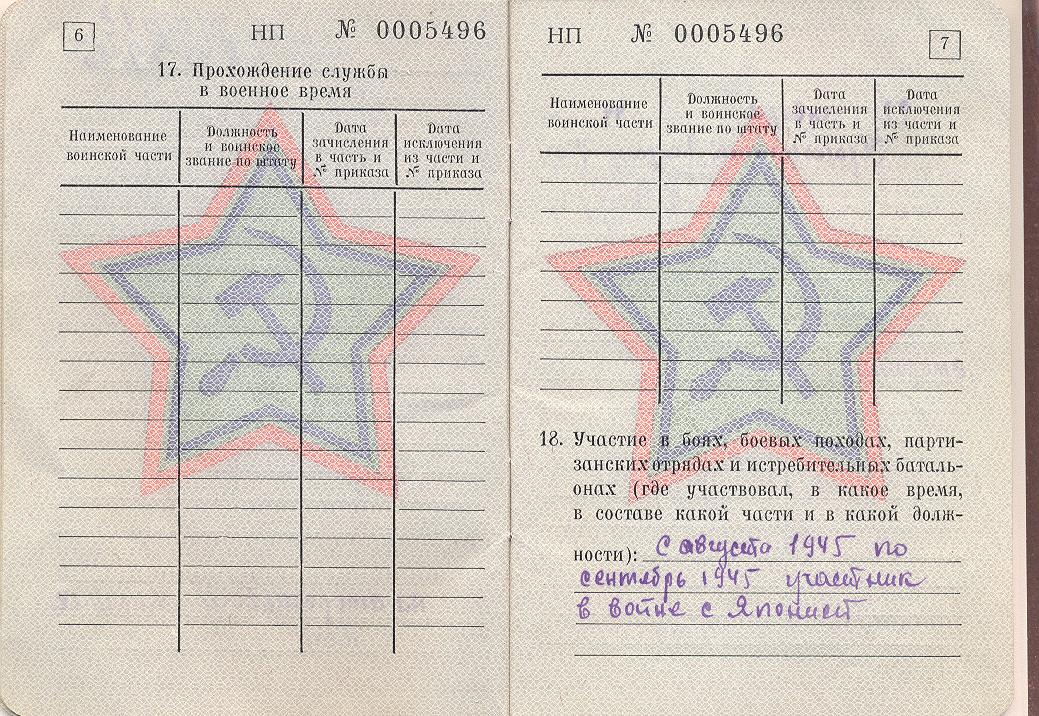 6
НП № 0005496
17. Прохождение службы
в военное время
Наименование
воинской части
Должность
и воинское
звание по штату
Дата
зачисления
в часть и
№ приказа
Дата
исключения
из части и
№ приказа
НП № 0005496
7
Наименование
воинской части
Должность
и воинское
звание по штату
Дата
зачисления
в часть и
№ приказа
Дата
исключения
из части и
№ приказа
18. Участие в боях, боевых походах, парти-
занских отрядах и истребительных баталь-
онах (где участвовал, в какое время,
в составе какой части и в какой долж-
ности): С августа 1945 по
сентябрь 1945 участник
в войне с Японией